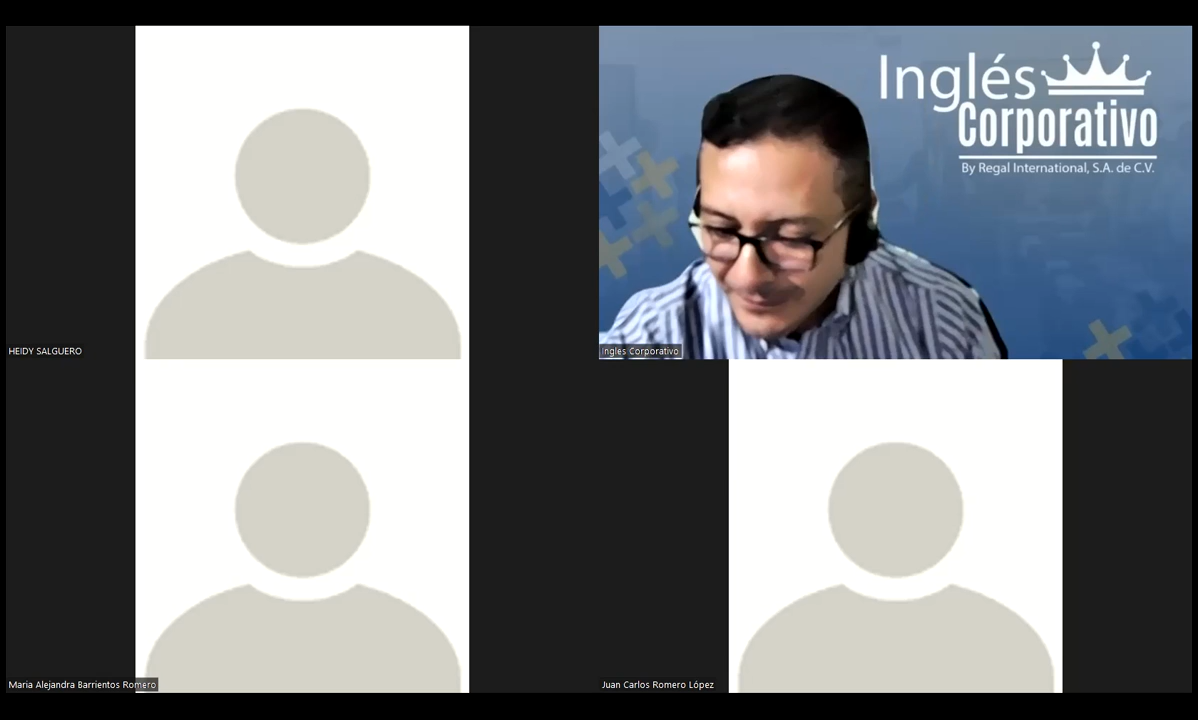 Inglés
Corporativo
By Regal International, S.A. de C.V.
HEIDY SALGUERO
Ingles Corporativo
Maria Alejandra Barrientos Romero
Juan Carlos Romero López